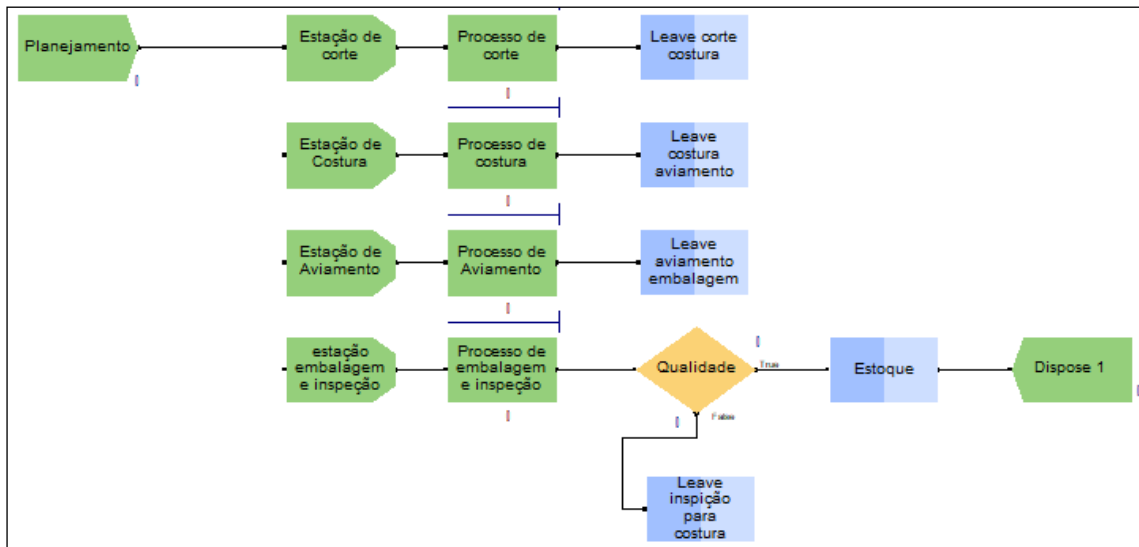 Planejamento
Estação de
corte
Processo de
corte
Leave corte
costura
Estação de
Costura
Processo de
costura
Leave
costura
aviamento
Estação de
Aviamento
Processo de
Aviamento
Leave
aviamento
embalagem
estação
embalagem
e inspeção
Processo de
embalagem
e inspeção
Qualidade
True
False
Estoque
Dispose 1
Leave
inspição
para
costura